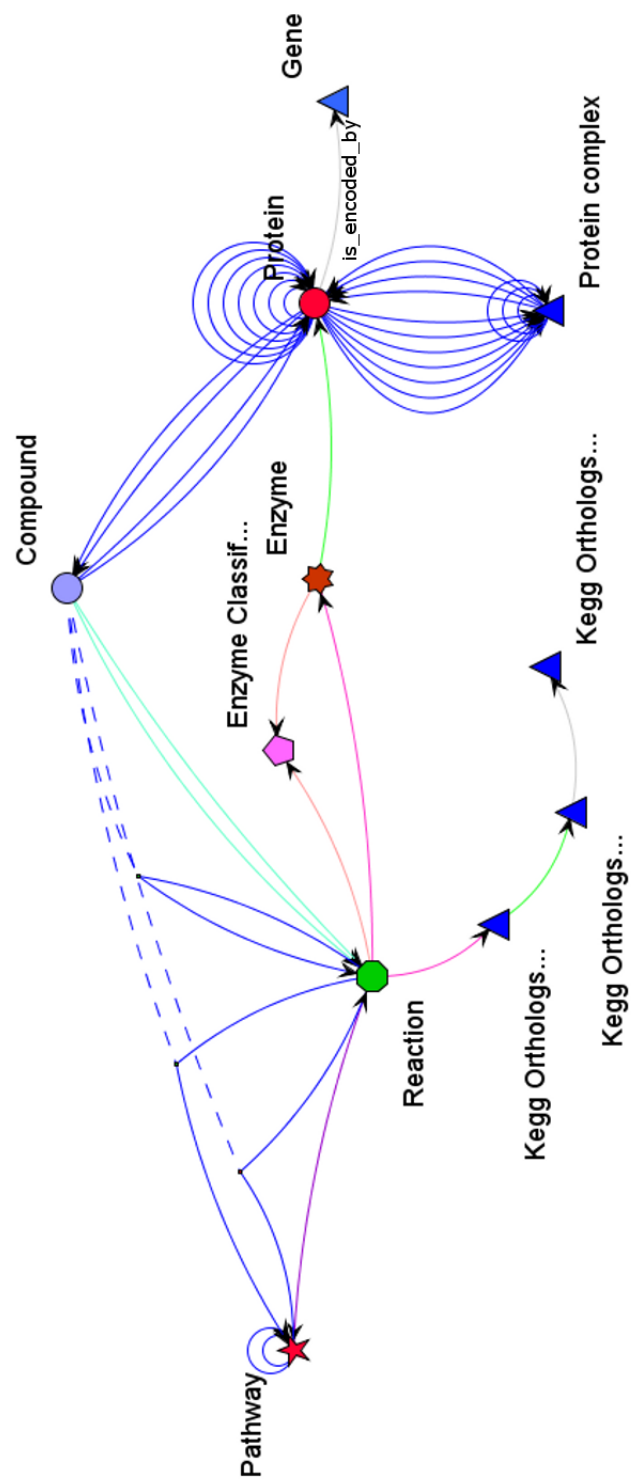 Gene
is_encoded_by
Protein
Protein complex
Compound
Enzyme
Enzyme Classif...
Kegg Orthologs...
Kegg Orthologs...
Kegg Orthologs...
Reaction
Pathway